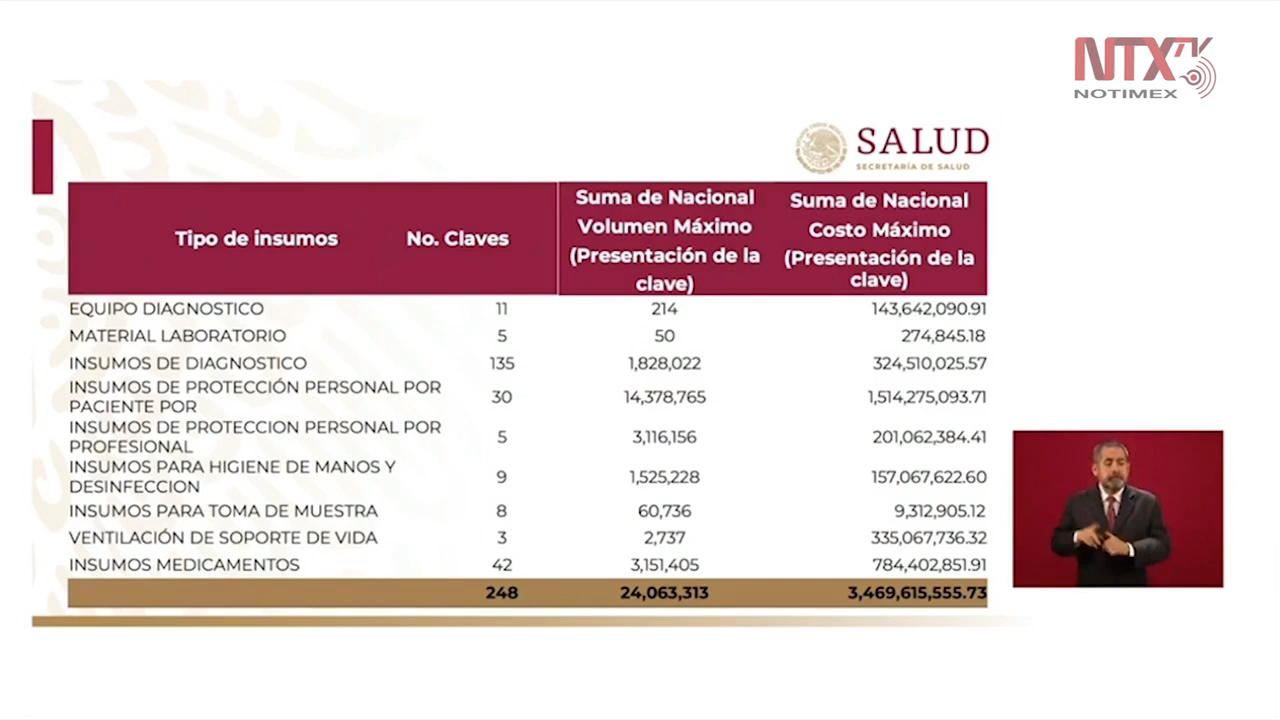 NTX TV
NOTIMEX
SALUD
SECRETARÍA DE SALUD
Tipo de insumos No. Claves Suma de Nacional Volumen Máximo (Presentación de la clave) Suma de Nacional Costo Máximo (Presentación de la clave)
EQUIPO DIAGNOSTICO 11 214 143,642,090.91
MATERIAL LABORATORIO 5 50 274,845.18
INSUMOS DE DIAGNOSTICO 135 1,828,022 324,510,025.57
INSUMOS DE PROTECCIÓN PERSONAL POR
PACIENTE POR 30 14,378,765 1,514,275,093.71
INSUMOS DE PROTECCION PERSONAL POR
PROFESIONAL 5 3,116,156 201,062,384.41
INSUMOS PARA HIGIENE DE MANOS Y
DESINFECCION 9 1,525,228 157,067,622.60
INSUMOS PARA TOMA DE MUESTRA 8 60,736 9,312,905.12
VENTILACIÓN DE SOPORTE DE VIDA 3 2,737 335,067,736.32
INSUMOS MEDICAMENTOS 42 3,151,405 784,402,851.91
248 24,063,313 3,469,615,555.73